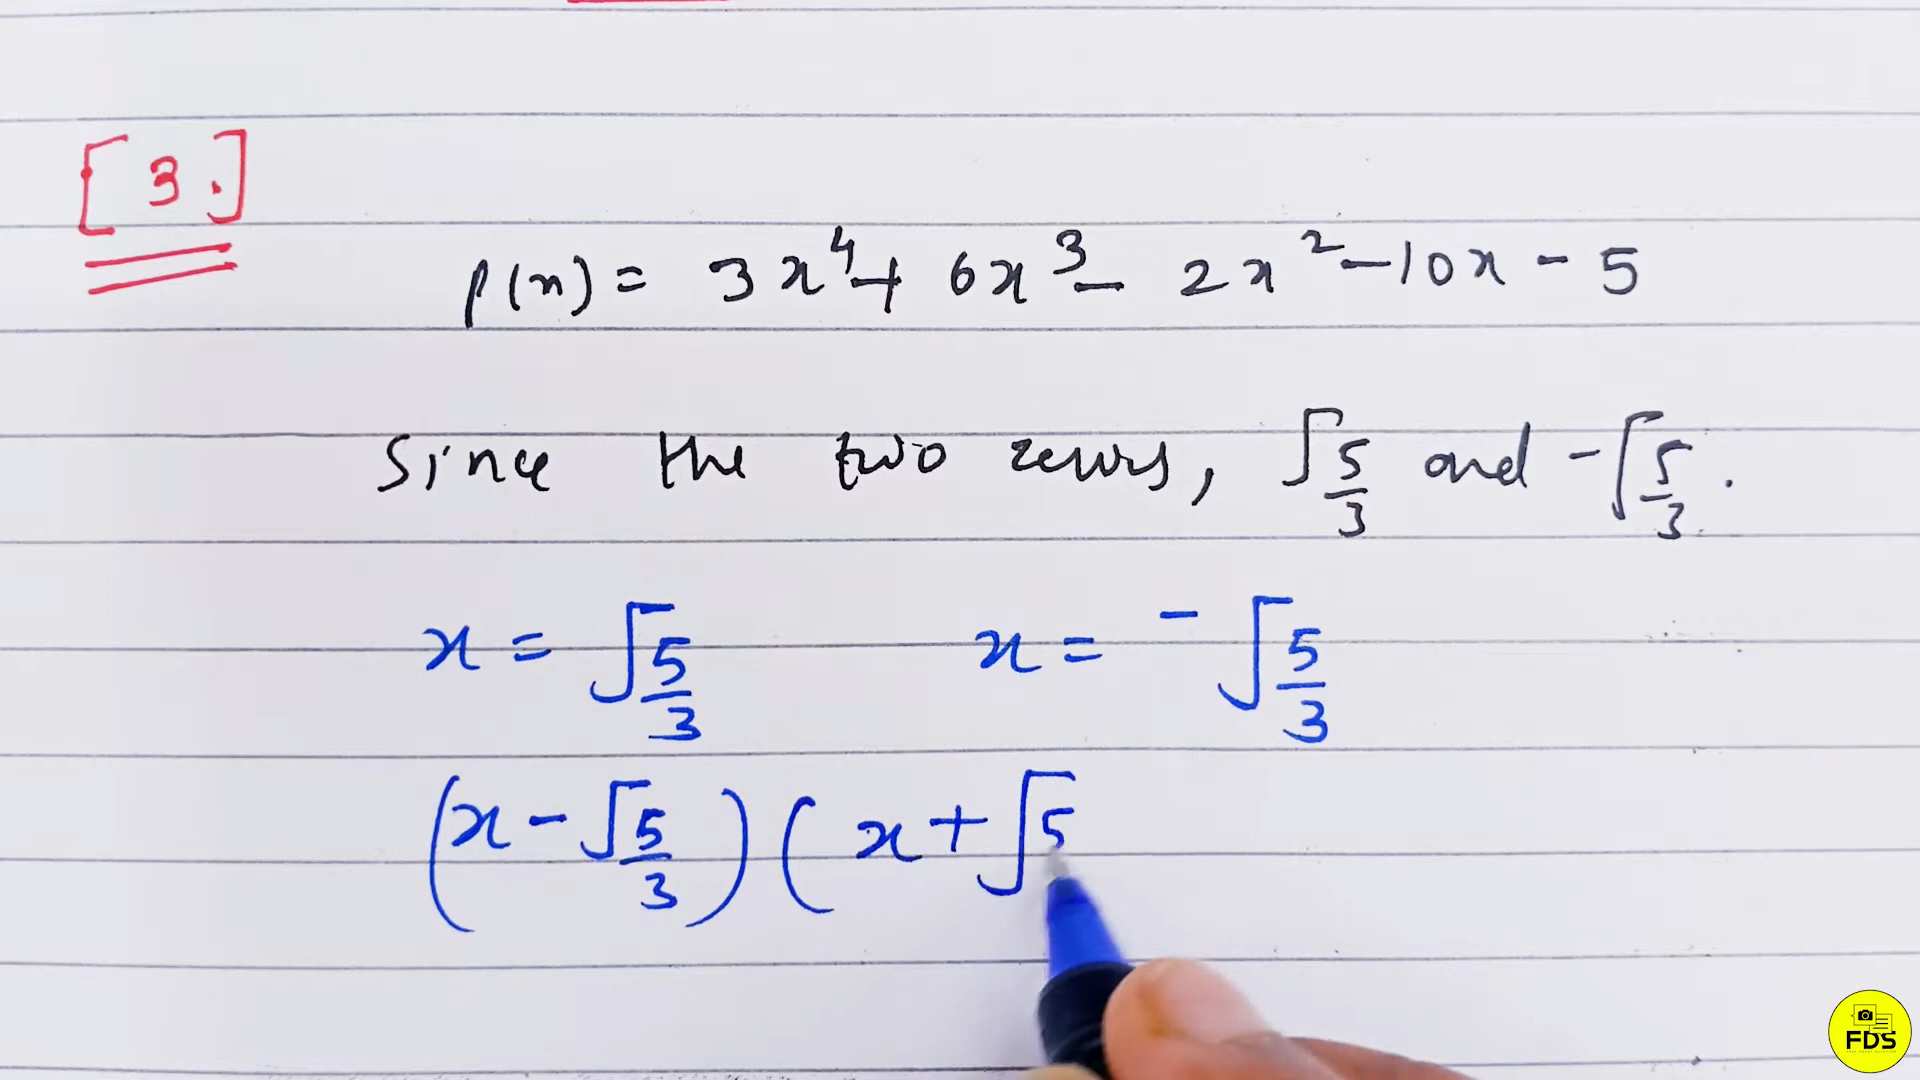 [3.]
p(n) = 3x⁴ + 6x³ - 2x² - 10x - 5
Since the two zeros, √5/3 and -√5/3.
x = √5/3 x = -√5/3
(x - √5/3) (x + √5
FDS